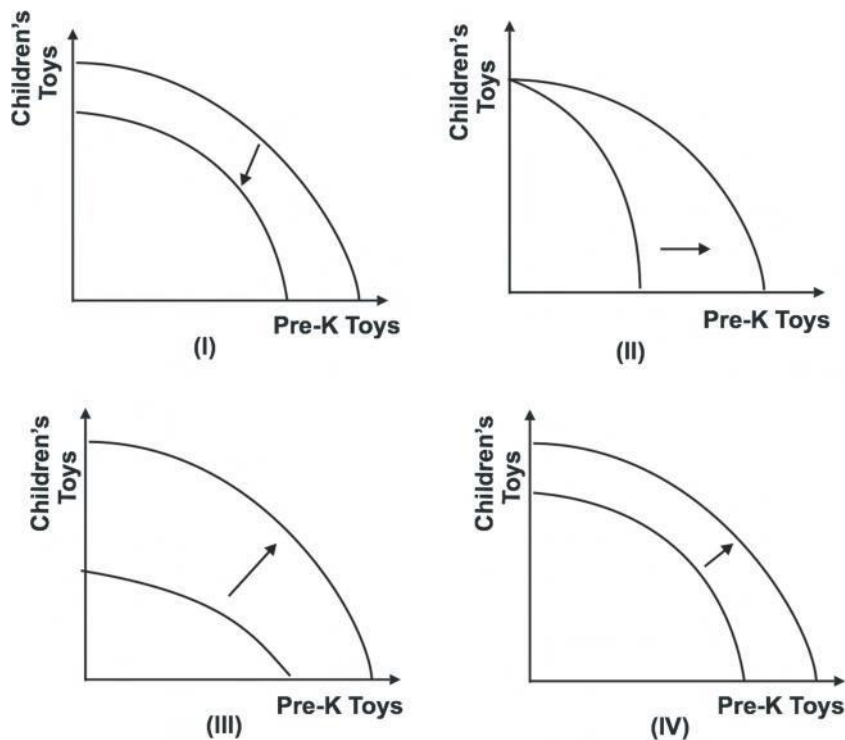 Children's
Toys
Pre-K Toys
(I)
Children's
Toys
Pre-K Toys
(II)
Children's
Toys
Pre-K Toys
(III)
Children's
Toys
Pre-K Toys
(IV)